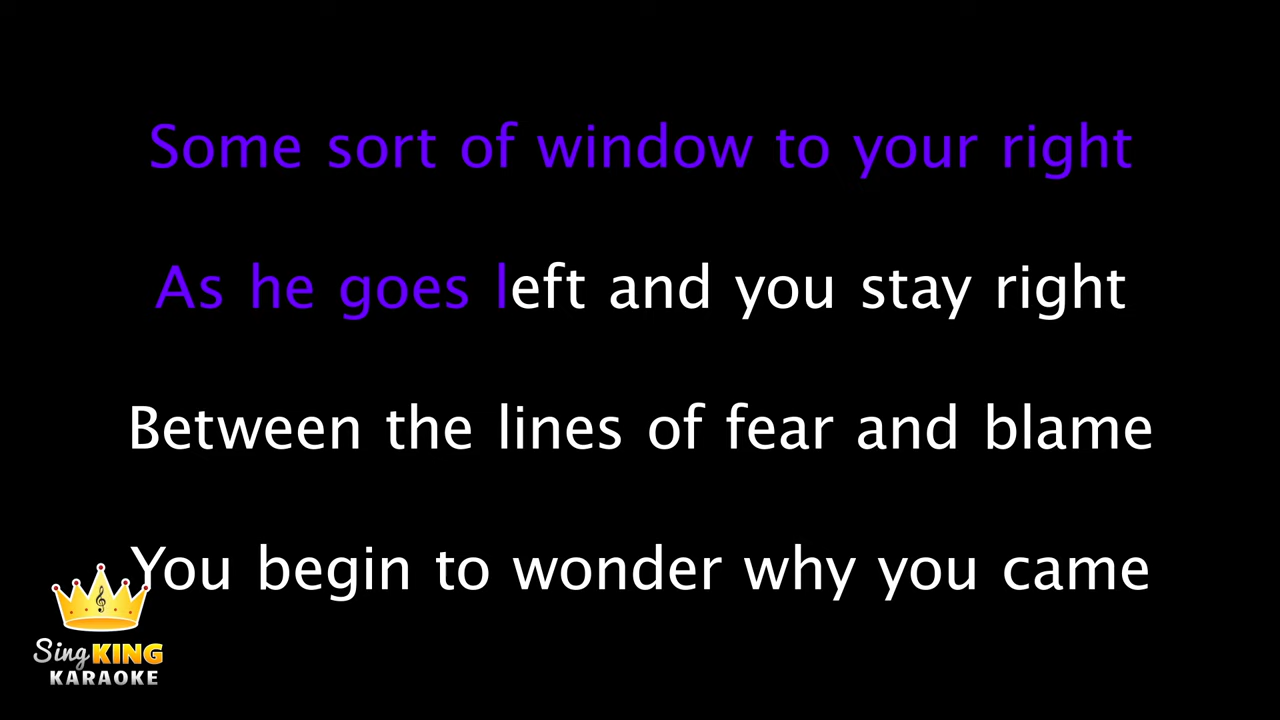 Some sort of window to your right
As he goes left and you stay right
Between the lines of fear and blame
You begin to wonder why you came
Sing KING
KARAOKE